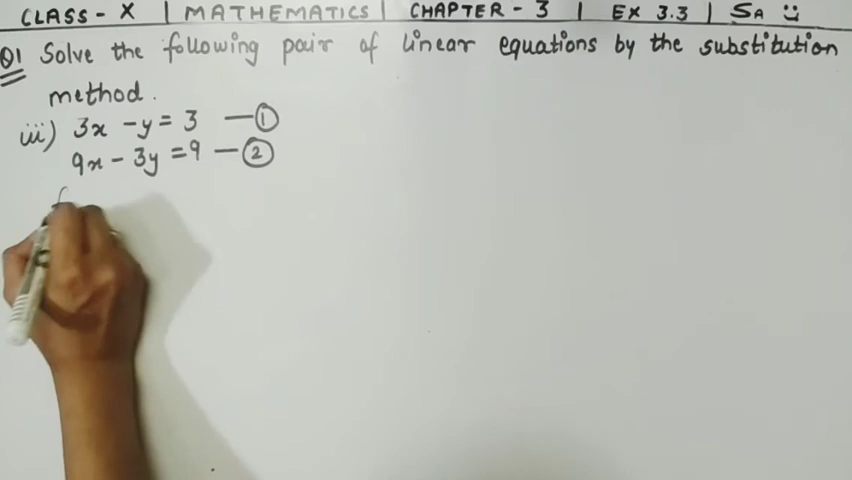 CLASS - X | MATHEMATICS | CHAPTER - 3 | EX 3.3 | SA
Q1 Solve the following pair of linear equations by the substitution
method.
iii) 3x - y = 3 — ①
9x - 3y = 9 — ②